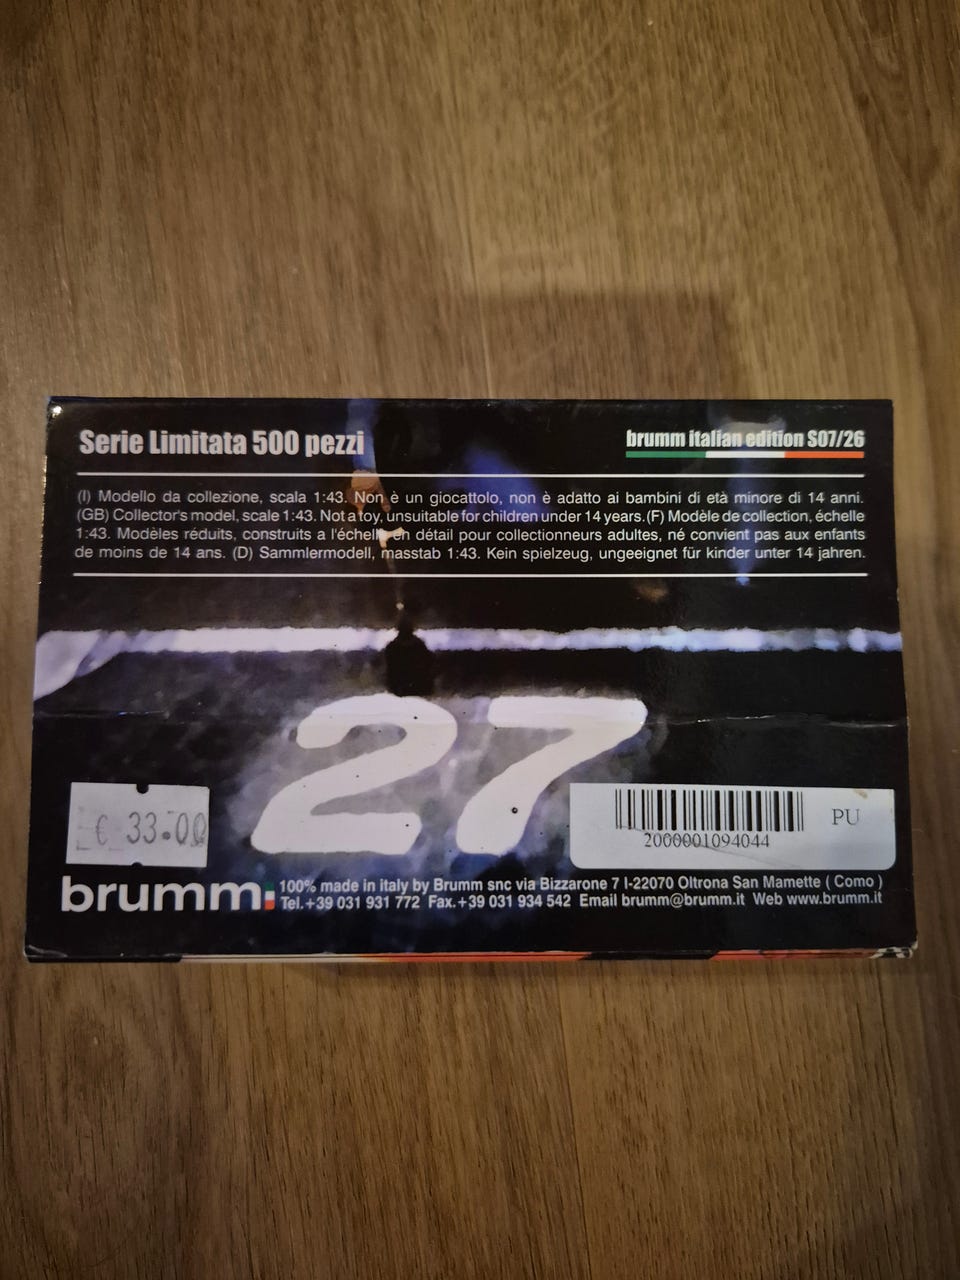 Serie Limitata 500 pezzi
brumm italian edition S07/26
(I) Modello da collezione, scala 1:43. Non è un giocattolo, non è adatto ai bambini di età minore di 14 anni.
(GB) Collector's model, scale 1:43. Not a toy, unsuitable for children under 14 years. (F) Modèle de collection, échelle
1:43. Modèles réduits, construits a l'échelle en détail pour collectionneurs adultes, né convient pas aux enfants
de moins de 14 ans. (D) Sammlermodell, masstab 1:43. Kein spielzeug, ungeeignet für kinder unter 14 jahren.
27
€ 33.00
2000001094044
PU
brumm
100% made in italy by Brumm snc via Bizzarone 7 I-22070 Oltrona San Mamette ( Como )
Tel.+39 031 931 772 Fax.+39 031 934 542 Email brumm@brumm.it Web www.brumm.it